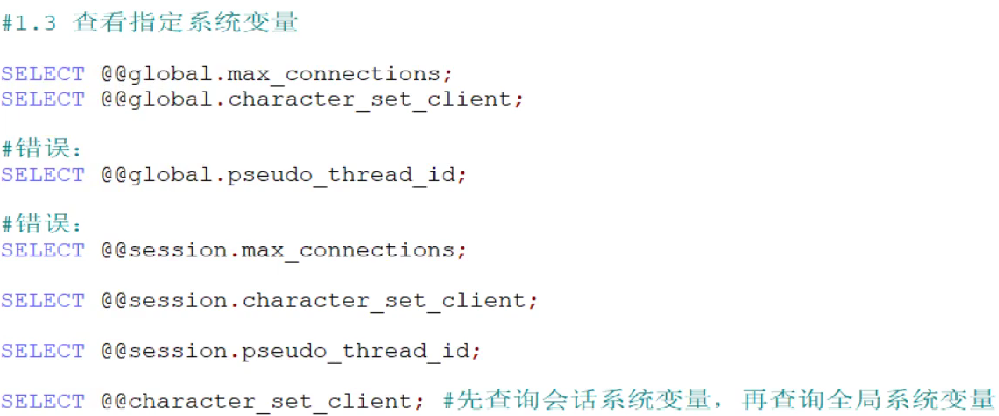 #1.3 查看指定系统变量
SELECT @@global.max_connections;
SELECT @@global.character_set_client;
#错误：
SELECT @@global.pseudo_thread_id;
#错误：
SELECT @@session.max_connections;
SELECT @@session.character_set_client;
SELECT @@session.pseudo_thread_id;
SELECT @@character_set_client; #先查询会话系统变量，再查询全局系统变量